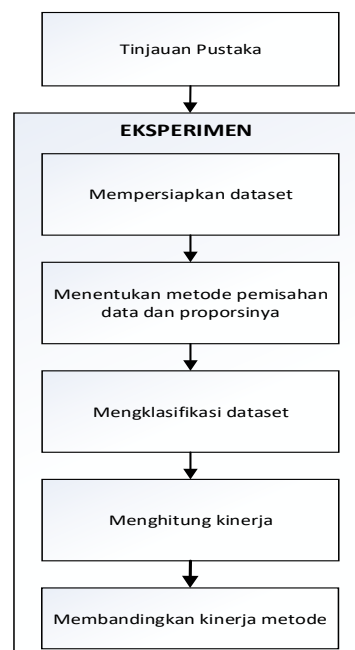 Tinjauan Pustaka
EKSPERIMEN
Mempersiapkan dataset
Menentukan metode pemisahan
data dan proporsinya
Mengklasifikasi dataset
Menghitung kinerja
Membandingkan kinerja metode